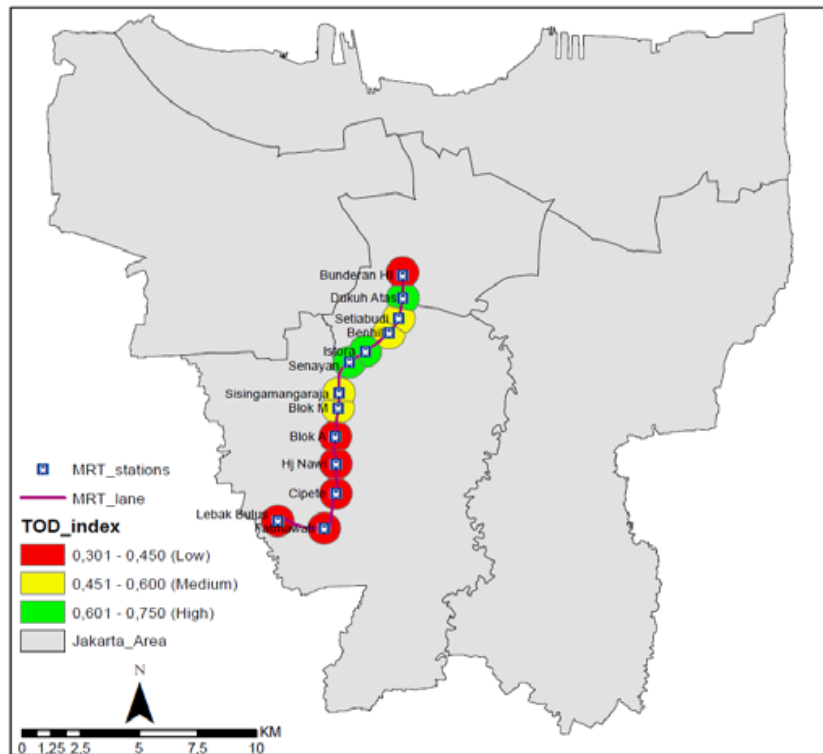 Bunderan HI
Dukuh Atas
Setiabudi
Benhil
Istora
Senayan
Sisingamangaraja
Blok M
Blok A
Hj Nawi
Cipete
Lebak Bulus
Fatmawati
MRT_stations
MRT_lane
TOD_index
0,301 - 0,450 (Low)
0,451 - 0,600 (Medium)
0,601 - 0,750 (High)
Jakarta_Area
N
KM
0 1,25 2,5 5 7,5 10